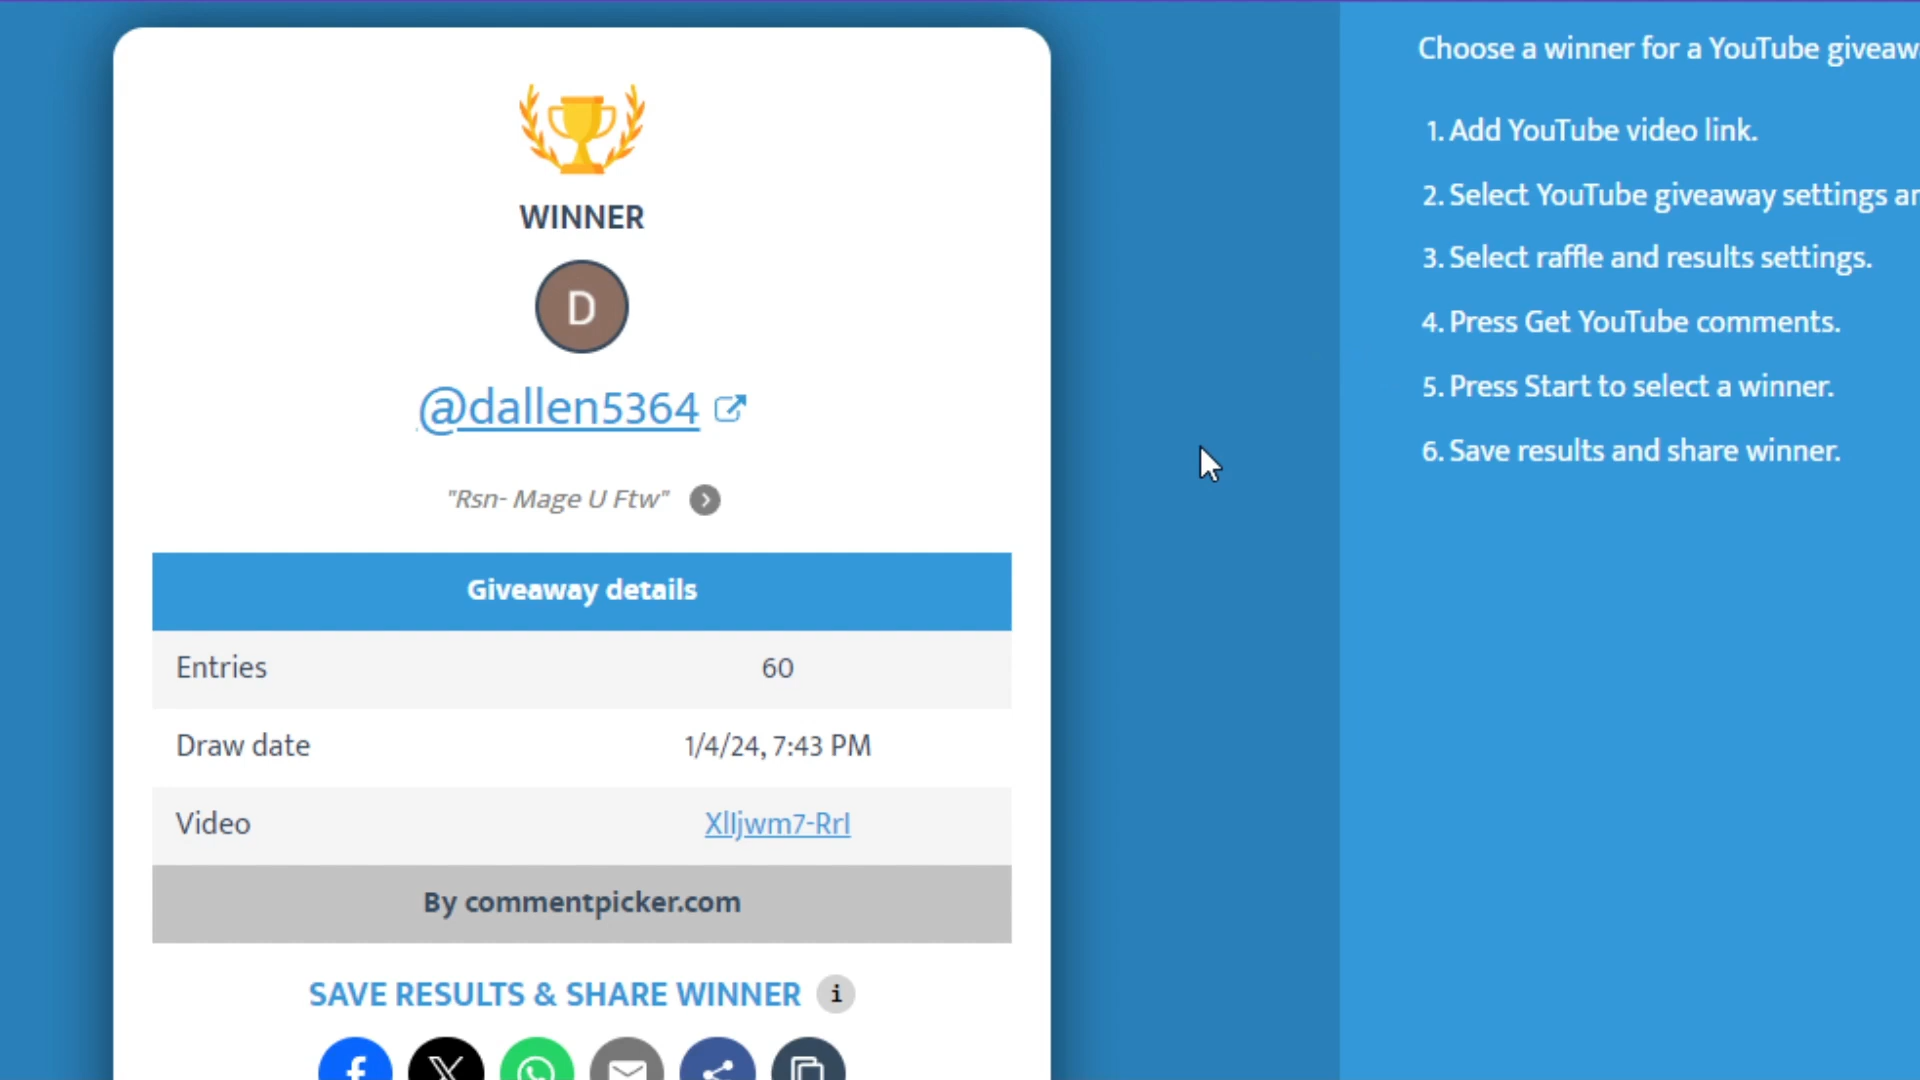 WINNER
D
@dallen5364
"Rsn- Mage U Ftw"
Giveaway details
Entries 60
Draw date 1/4/24, 7:43 PM
Video XlIjwm7-RrI
By commentpicker.com
SAVE RESULTS & SHARE WINNER i
Choose a winner for a YouTube giveaw
1. Add YouTube video link.
2. Select YouTube giveaway settings ar
3. Select raffle and results settings.
4. Press Get YouTube comments.
5. Press Start to select a winner.
6. Save results and share winner.